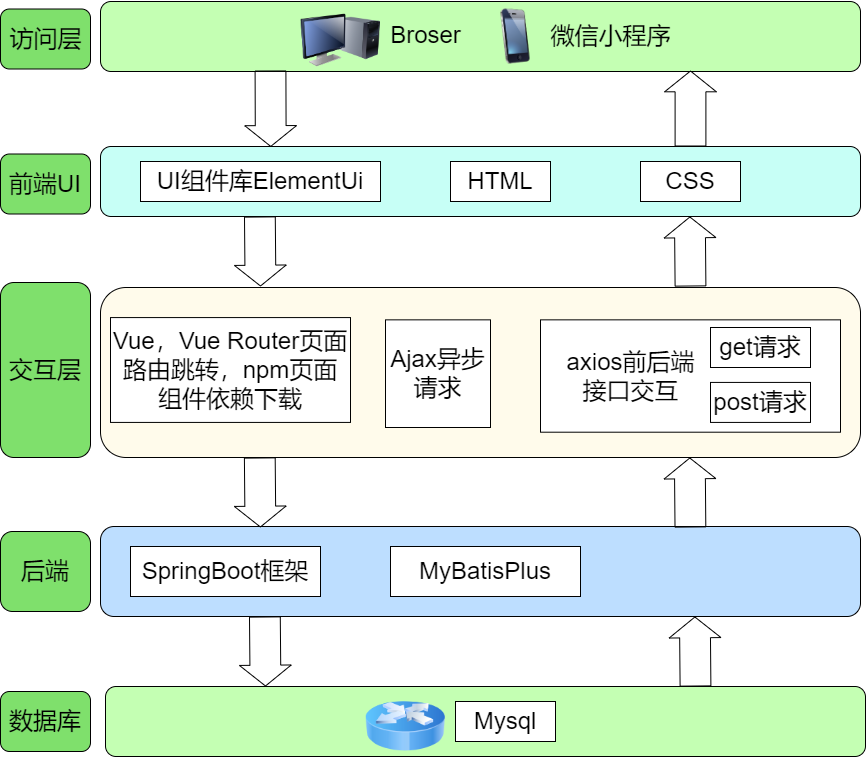 访问层
Broser
微信小程序
前端UI
UI组件库ElementUi
HTML
CSS
交互层
Vue，Vue Router页面
路由跳转，npm页面
组件依赖下载
Ajax异步
请求
axios前后端
接口交互
get请求
post请求
后端
SpringBoot框架
MyBatisPlus
数据库
Mysql